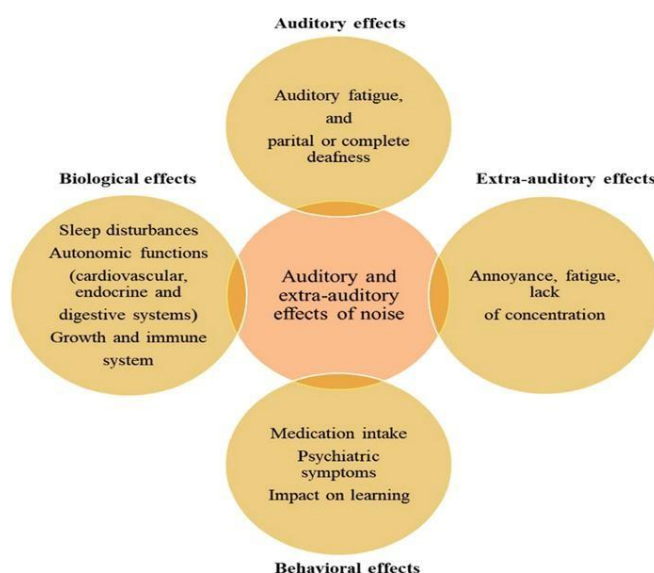 Auditory effects
Auditory fatigue,
and
parital or complete
deafness
Biological effects
Sleep disturbances
Autonomic functions
(cardiovascular,
endocrine and
digestive systems)
Growth and immune
system
Auditory and
extra-auditory
effects of noise
Extra-auditory effects
Annoyance, fatigue,
lack
of concentration
Medication intake
Psychiatric
symptoms
Impact on learning
Behavioral effects